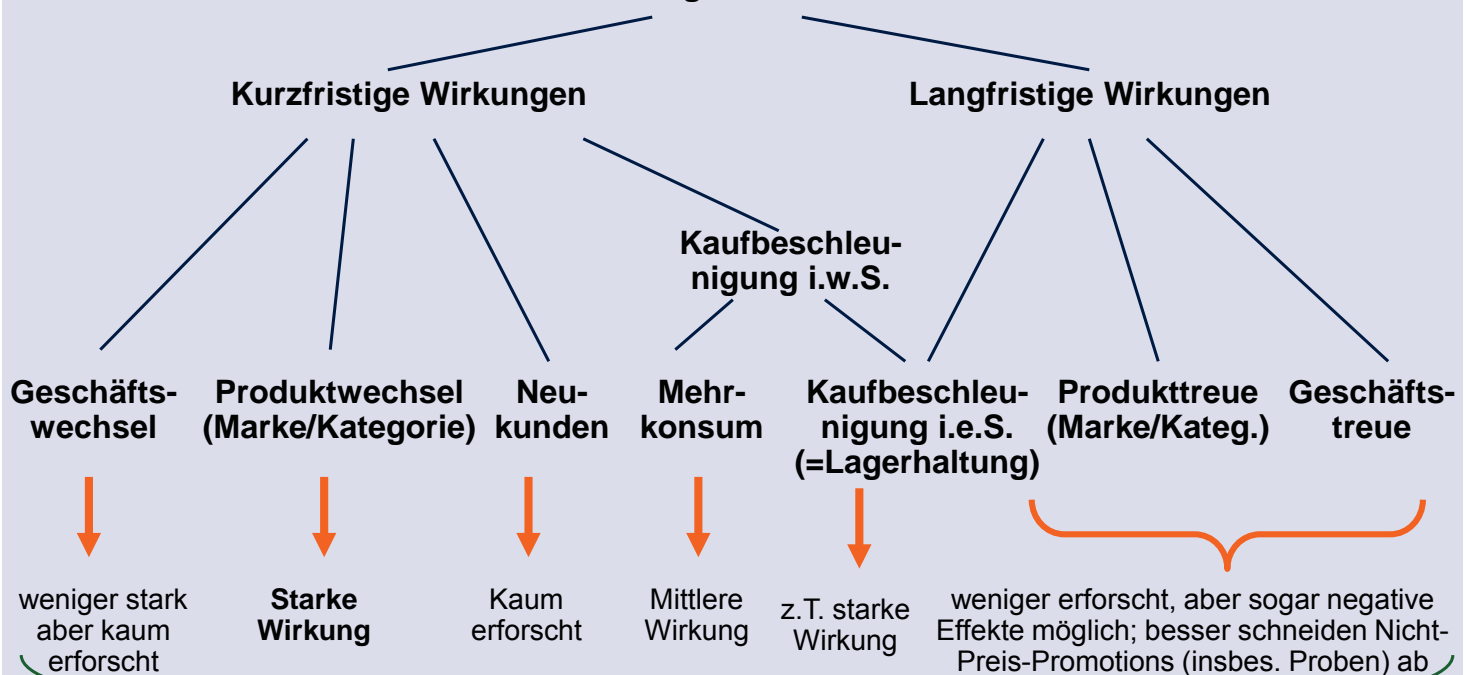 Kurzfristige Wirkungen
Langfristige Wirkungen
Kaufbeschleu-
nigung i.w.S.
Geschäfts-
wechsel
Produktwechsel
(Marke/Kategorie)
Neu-
kunden
Mehr-
konsum
Kaufbeschleu-
nigung i.e.S.
(=Lagerhaltung)
Produkttreue
(Marke/Kateg.)
Geschäfts-
treue
weniger stark
aber kaum
erforscht
Starke
Wirkung
Kaum
erforscht
Mittlere
Wirkung
z.T. starke
Wirkung
weniger erforscht, aber sogar negative
Effekte möglich; besser schneiden Nicht-
Preis-Promotions (insbes. Proben) ab